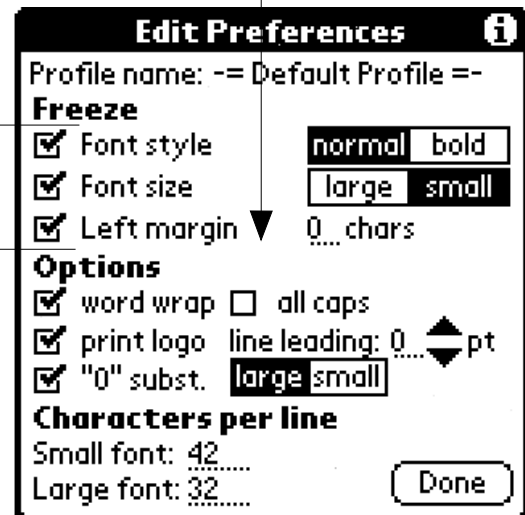 Edit Preferences i
Profile name: -= Default Profile =-
Freeze
Font style normal bold
Font size large small
Left margin 0 chars
Options
word wrap all caps
print logo line leading: 0 pt
"0" subst. large small
Characters per line
Small font: 42
Large font: 32 Done